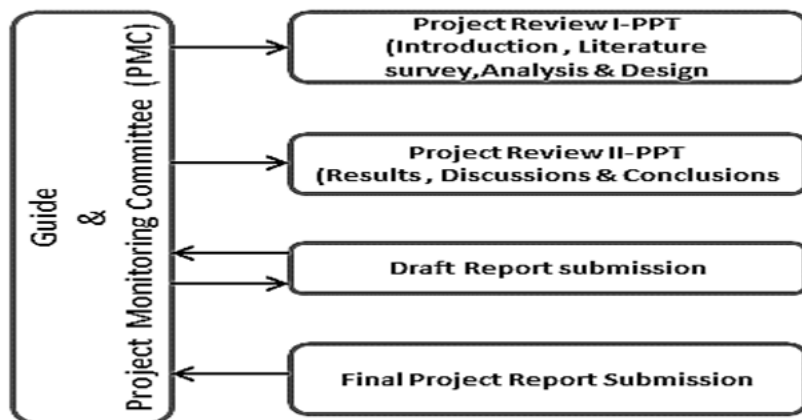 Guide
&
Project Monitoring Committee (PMC)
Project Review I-PPT
(Introduction , Literature
survey,Analysis & Design
Project Review II-PPT
(Results , Discussions & Conclusions
Draft Report submission
Final Project Report Submission